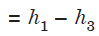 = h₁ − h₃